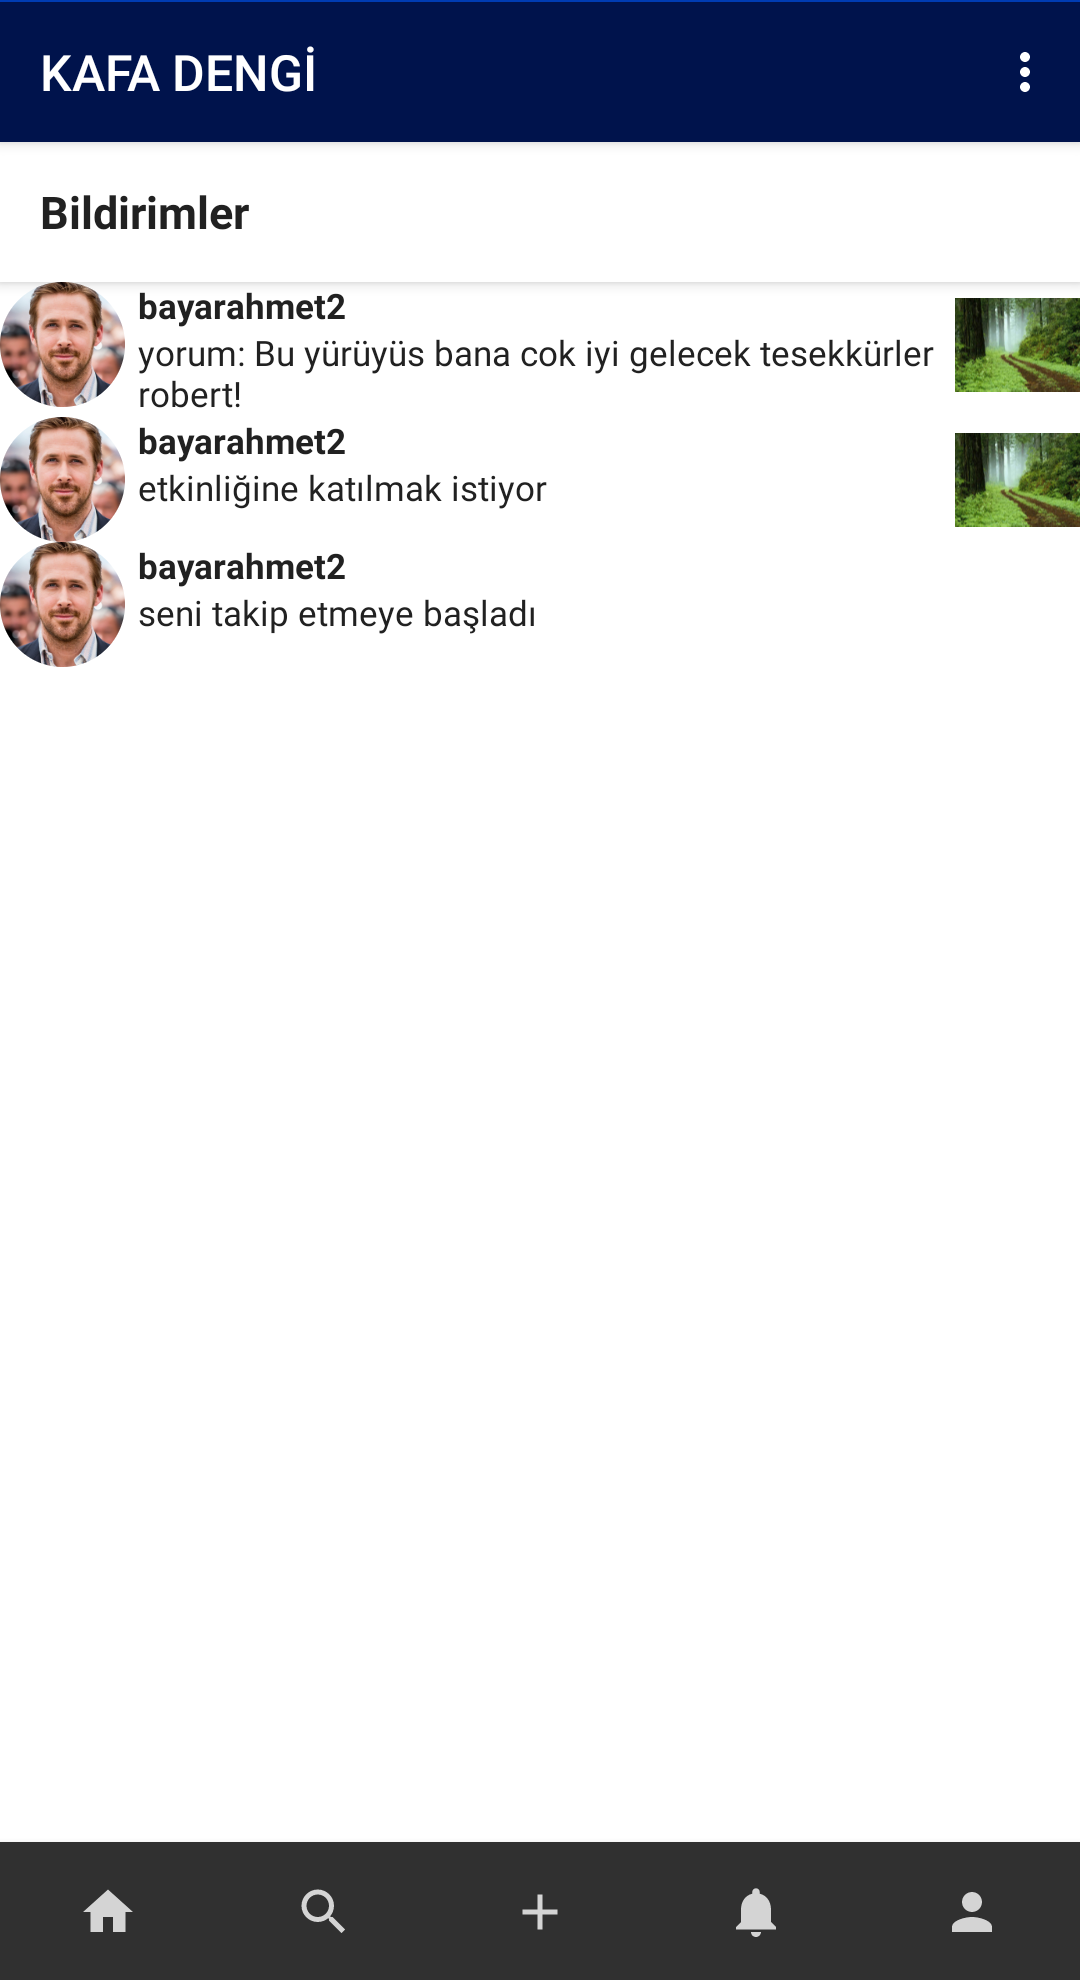 KAFA DENGİ
Bildirimler
bayarahmet2
yorum: Bu yürüyüs bana cok iyi gelecek tesekkürler
robert!
bayarahmet2
etkinliğine katılmak istiyor
bayarahmet2
seni takip etmeye başladı